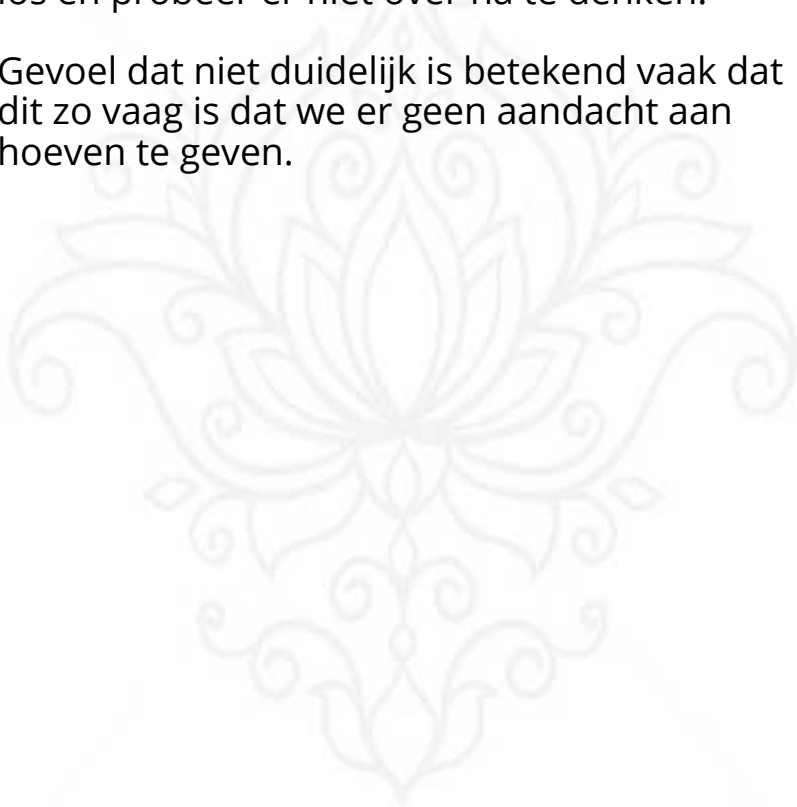 los en probeer er niet over na te denken.
Gevoel dat niet duidelijk is betekend vaak dat
dit zo vaag is dat we er geen aandacht aan
hoeven te geven.